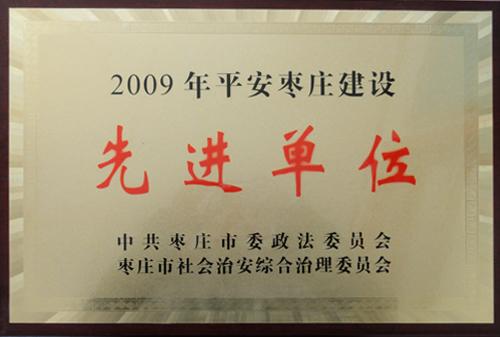 2009年平安枣庄建设
先进单位
中共枣庄市委政法委员会
枣庄市社会治安综合治理委员会